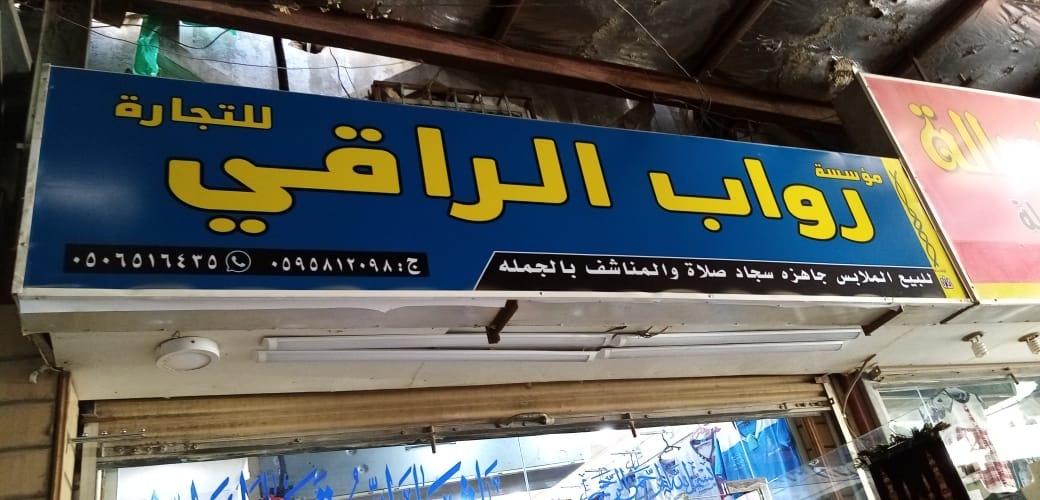 مؤسسة
رواب الراقي
للتجارة
للبيع الملابس جاهزه سجاد صلاة والمناشف بالجمله
ج: ٠٥٩٥٨١٢٠٩٨ ٠٥٠٦٥١٦٤٣٥